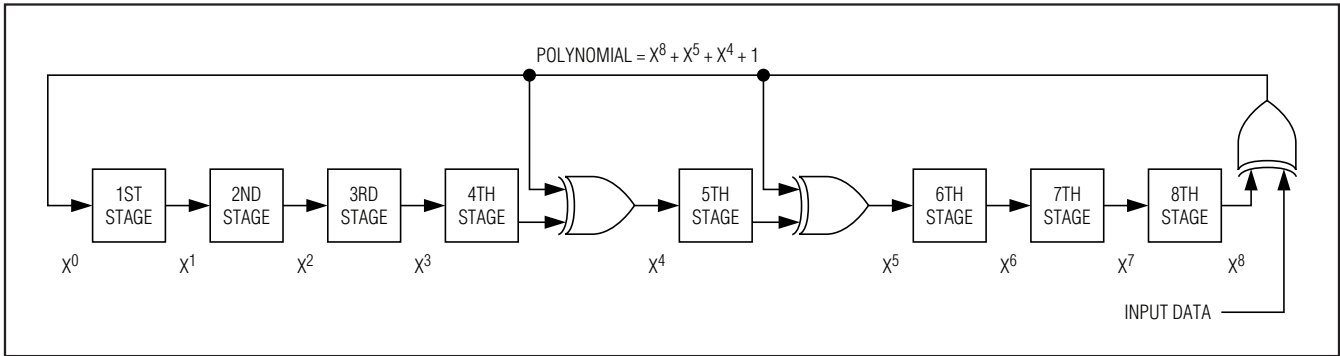 POLYNOMIAL = X⁸ + X⁵ + X⁴ + 1
1ST
STAGE
2ND
STAGE
3RD
STAGE
4TH
STAGE
5TH
STAGE
6TH
STAGE
7TH
STAGE
8TH
STAGE
X⁰
X¹
X²
X³
X⁴
X⁵
X⁶
X⁷
X⁸
INPUT DATA